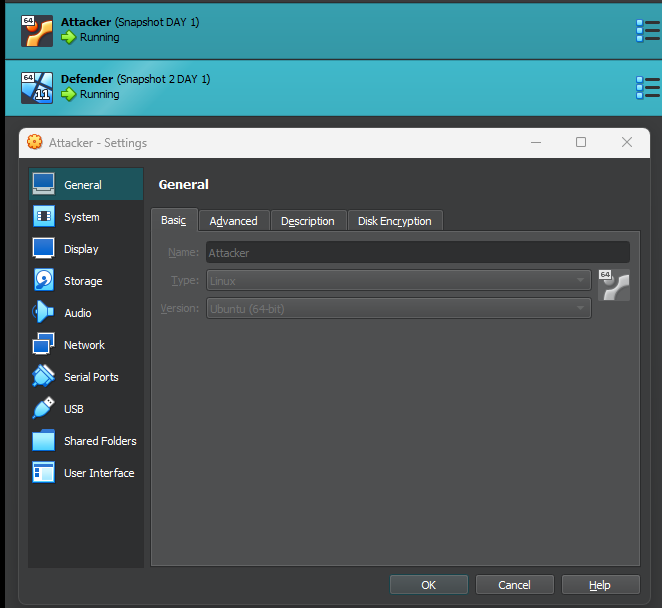 64
Attacker (Snapshot DAY 1)
Running
64
11
Defender (Snapshot 2 DAY 1)
Running
Attacker - Settings
General
System
Display
Storage
Audio
Network
Serial Ports
USB
Shared Folders
User Interface
General
Basic Advanced Description Disk Encryption
Name: Attacker
Type: Linux
64
Version: Ubuntu (64-bit)
OK Cancel Help